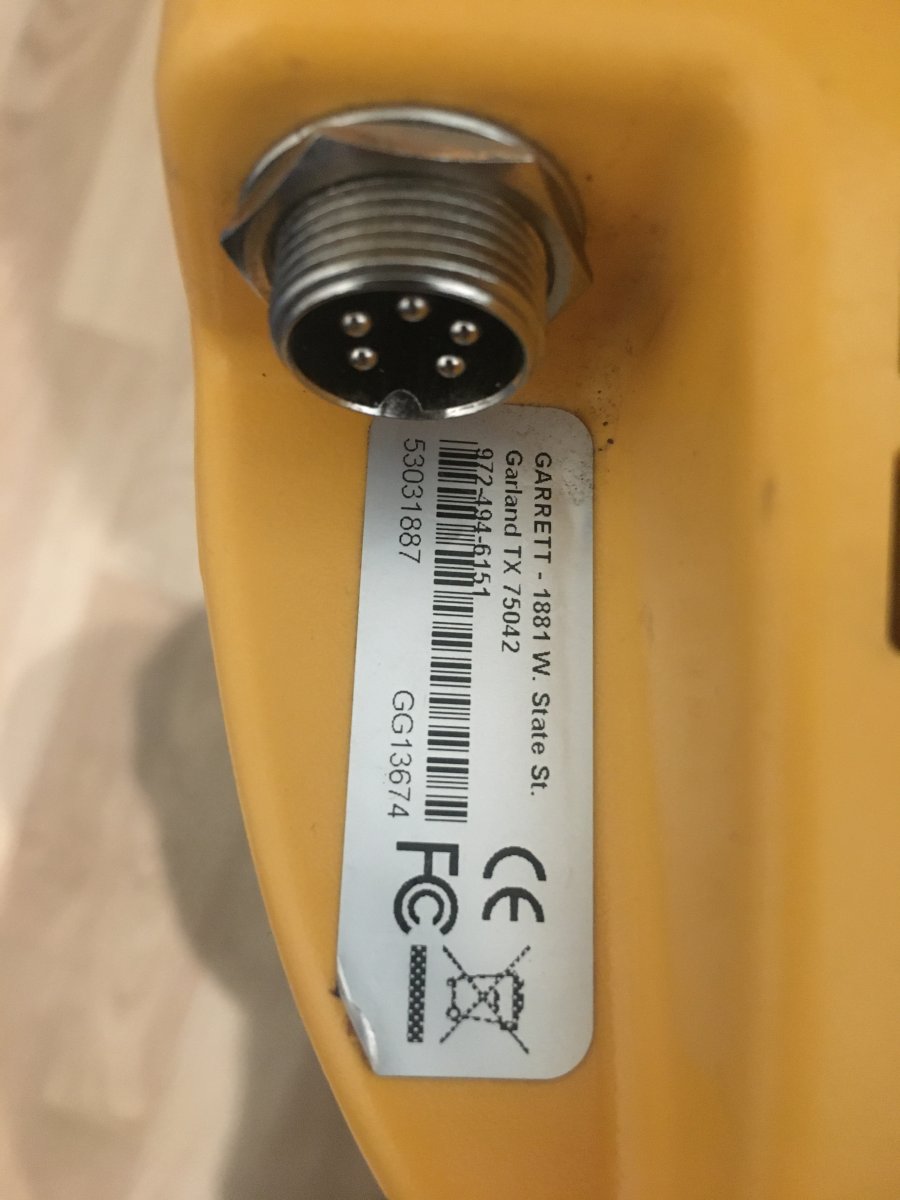 GARRETT - 1881 W. State St.
Garland TX 75042
972-494-6151
53031887
GG13674
CE
FC